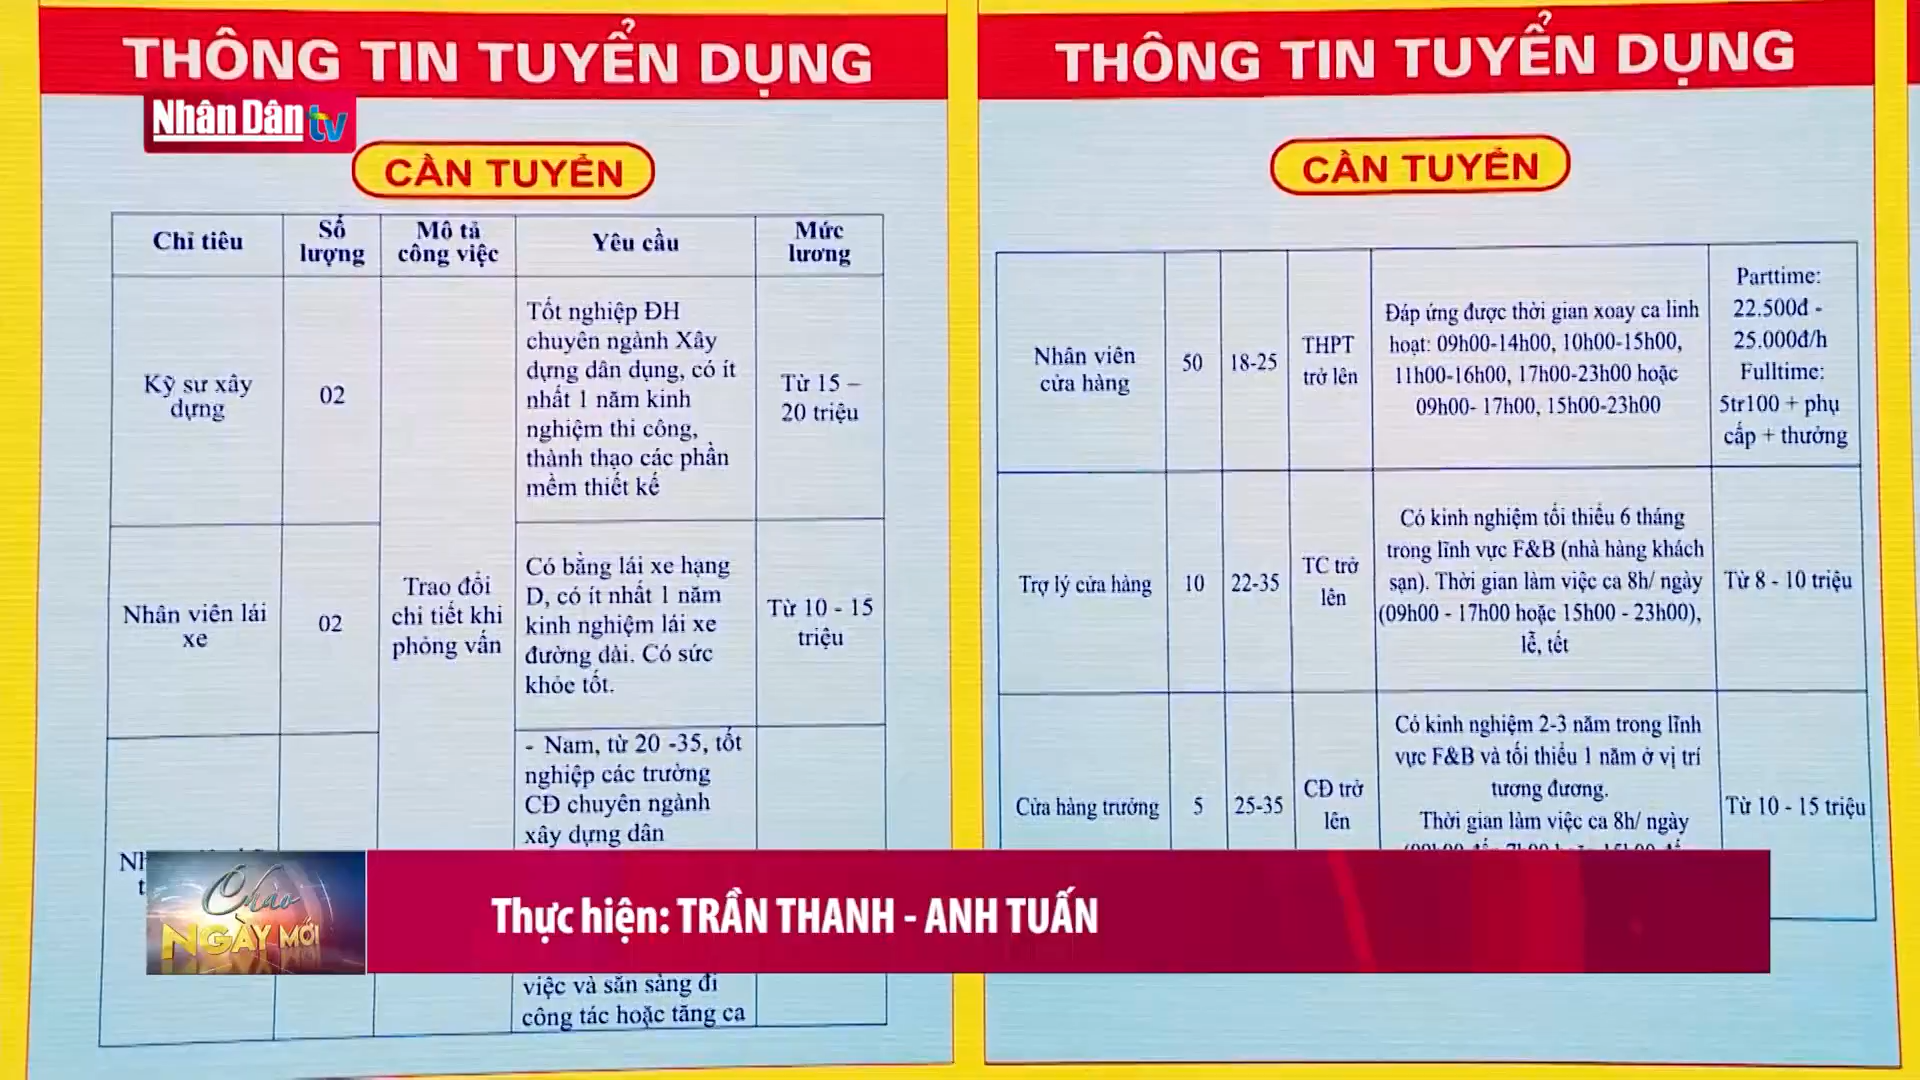 THÔNG TIN TUYỂN DỤNG
Nhân Dân tv
CẦN TUYỂN
Chỉ tiêu
Số
lượng
Mô tả
công việc
Yêu cầu
Mức
lương
Kỹ sư xây
dựng
02
Tốt nghiệp ĐH
chuyên ngành Xây
dựng dân dụng, có ít
nhất 1 năm kinh
nghiệm thi công,
thành thạo các phần
mềm thiết kế
Từ 15 –
20 triệu
Nhân viên lái
xe
02
Trao đổi
chi tiết khi
phỏng vấn
Có bằng lái xe hạng
D, có ít nhất 1 năm
kinh nghiệm lái xe
đường dài. Có sức
khỏe tốt.
Từ 10 - 15
triệu
- Nam, từ 20 -35, tốt
nghiệp các trường
CĐ chuyên ngành
xây dựng dân
việc và sẵn sàng đi
công tác hoặc tăng ca
THÔNG TIN TUYỂN DỤNG
CẦN TUYỂN
Nhân viên
cửa hàng
50
18-25
THPT
trở lên
Đáp ứng được thời gian xoay ca linh
hoạt: 09h00-14h00, 10h00-15h00,
11h00-16h00, 17h00-23h00 hoặc
09h00- 17h00, 15h00-23h00
Parttime:
22.500đ -
25.000đ/h
Fulltime:
5tr100 + phụ
cấp + thưởng
Trợ lý cửa hàng
10
22-35
TC trở
lên
Có kinh nghiệm tối thiểu 6 tháng
trong lĩnh vực F&B (nhà hàng khách
sạn). Thời gian làm việc ca 8h/ ngày
(09h00 - 17h00 hoặc 15h00 - 23h00),
lễ, tết
Từ 8 - 10 triệu
Cửa hàng trưởng
5
25-35
CĐ trở
lên
Có kinh nghiệm 2-3 năm trong lĩnh
vực F&B và tối thiểu 1 năm ở vị trí
tương đương.
Thời gian làm việc ca 8h/ ngày
Từ 10 - 15 triệu
Chào
NGÀY MỚI
Thực hiện: TRẦN THANH - ANH TUẤN